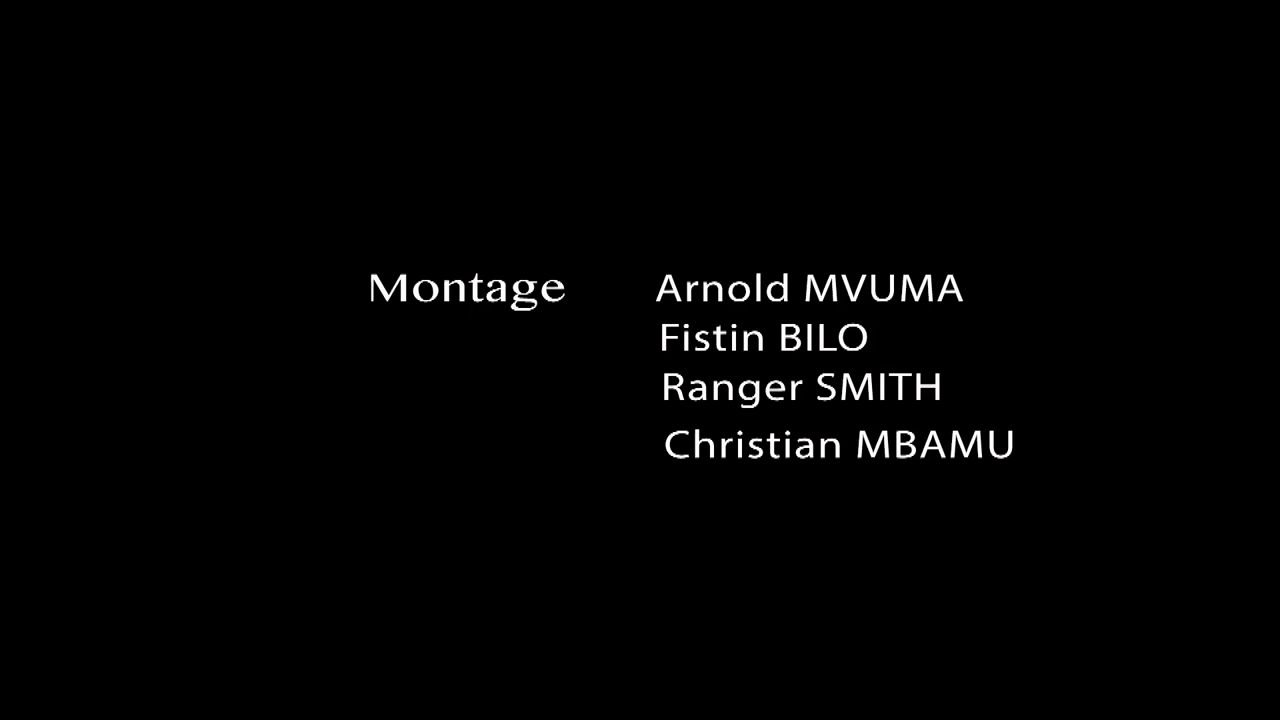 Montage Arnold MVUMA
Fistin BILO
Ranger SMITH
Christian MBAMU